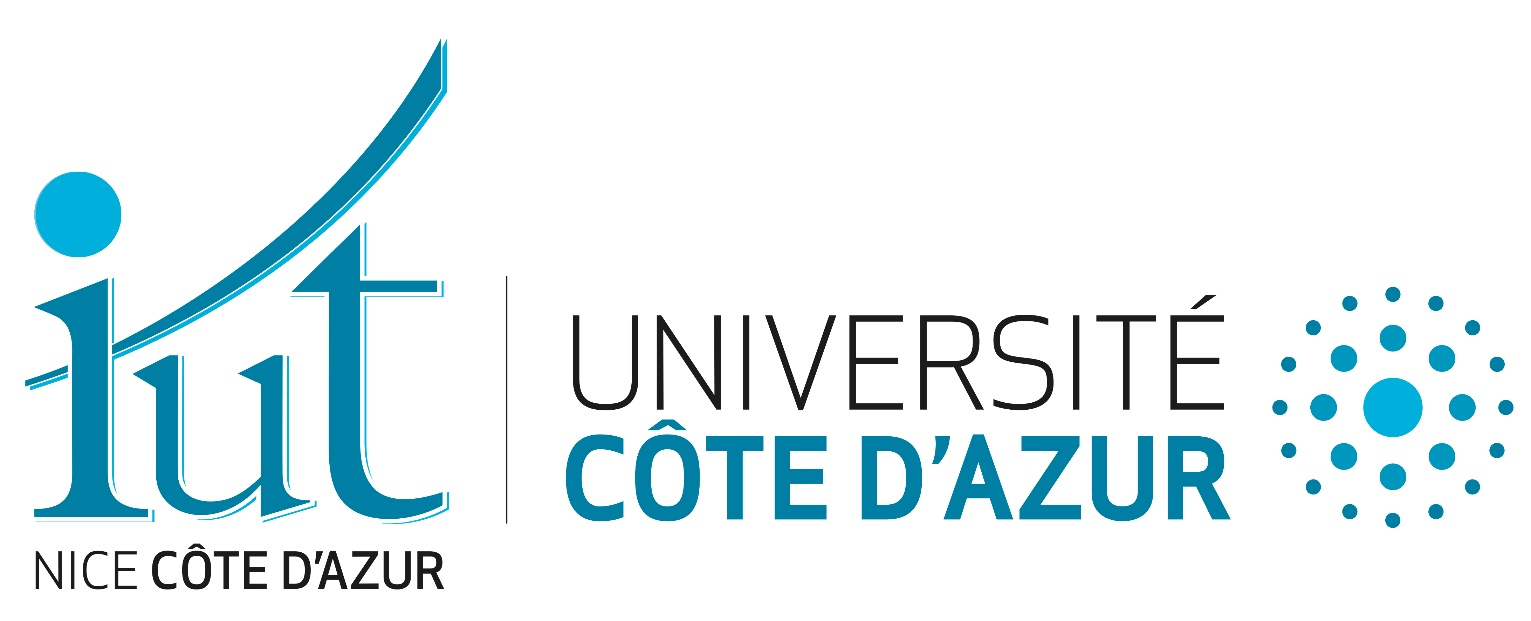 iut
NICE CÔTE D'AZUR
UNIVERSITÉ
CÔTE D'AZUR